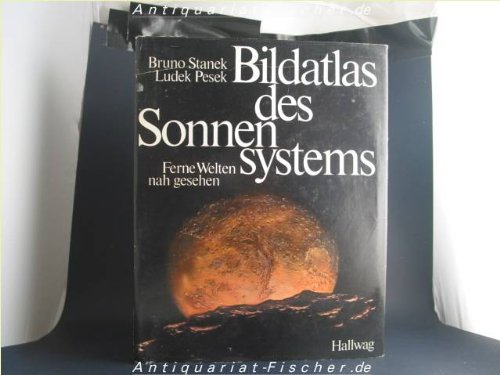 Antiquariat-Fischer.de
Bruno Stanek
Ludek Pesek
Bildatlas
des
Sonnen
systems
Ferne Welten
nah gesehen
Hallwag
Antiquariat-Fischer.de